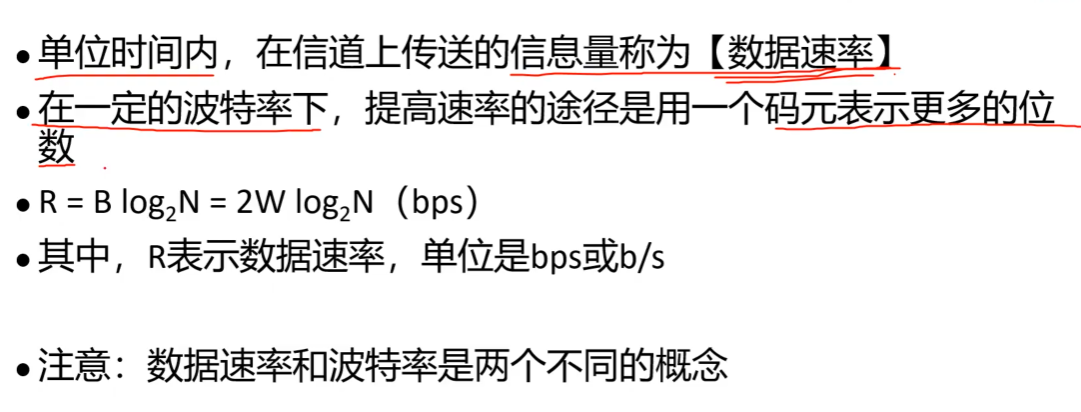 ● 单位时间内，在信道上传送的信息量称为【数据速率】
● 在一定的波特率下，提高速率的途径是用一个码元表示更多的位
数
● R = B log₂N = 2W log₂N（bps）
● 其中，R表示数据速率，单位是bps或b/s
● 注意：数据速率和波特率是两个不同的概念